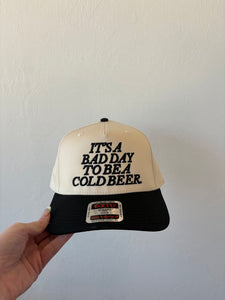 IT'S A
BAD DAY
TO BE A
COLD BEER